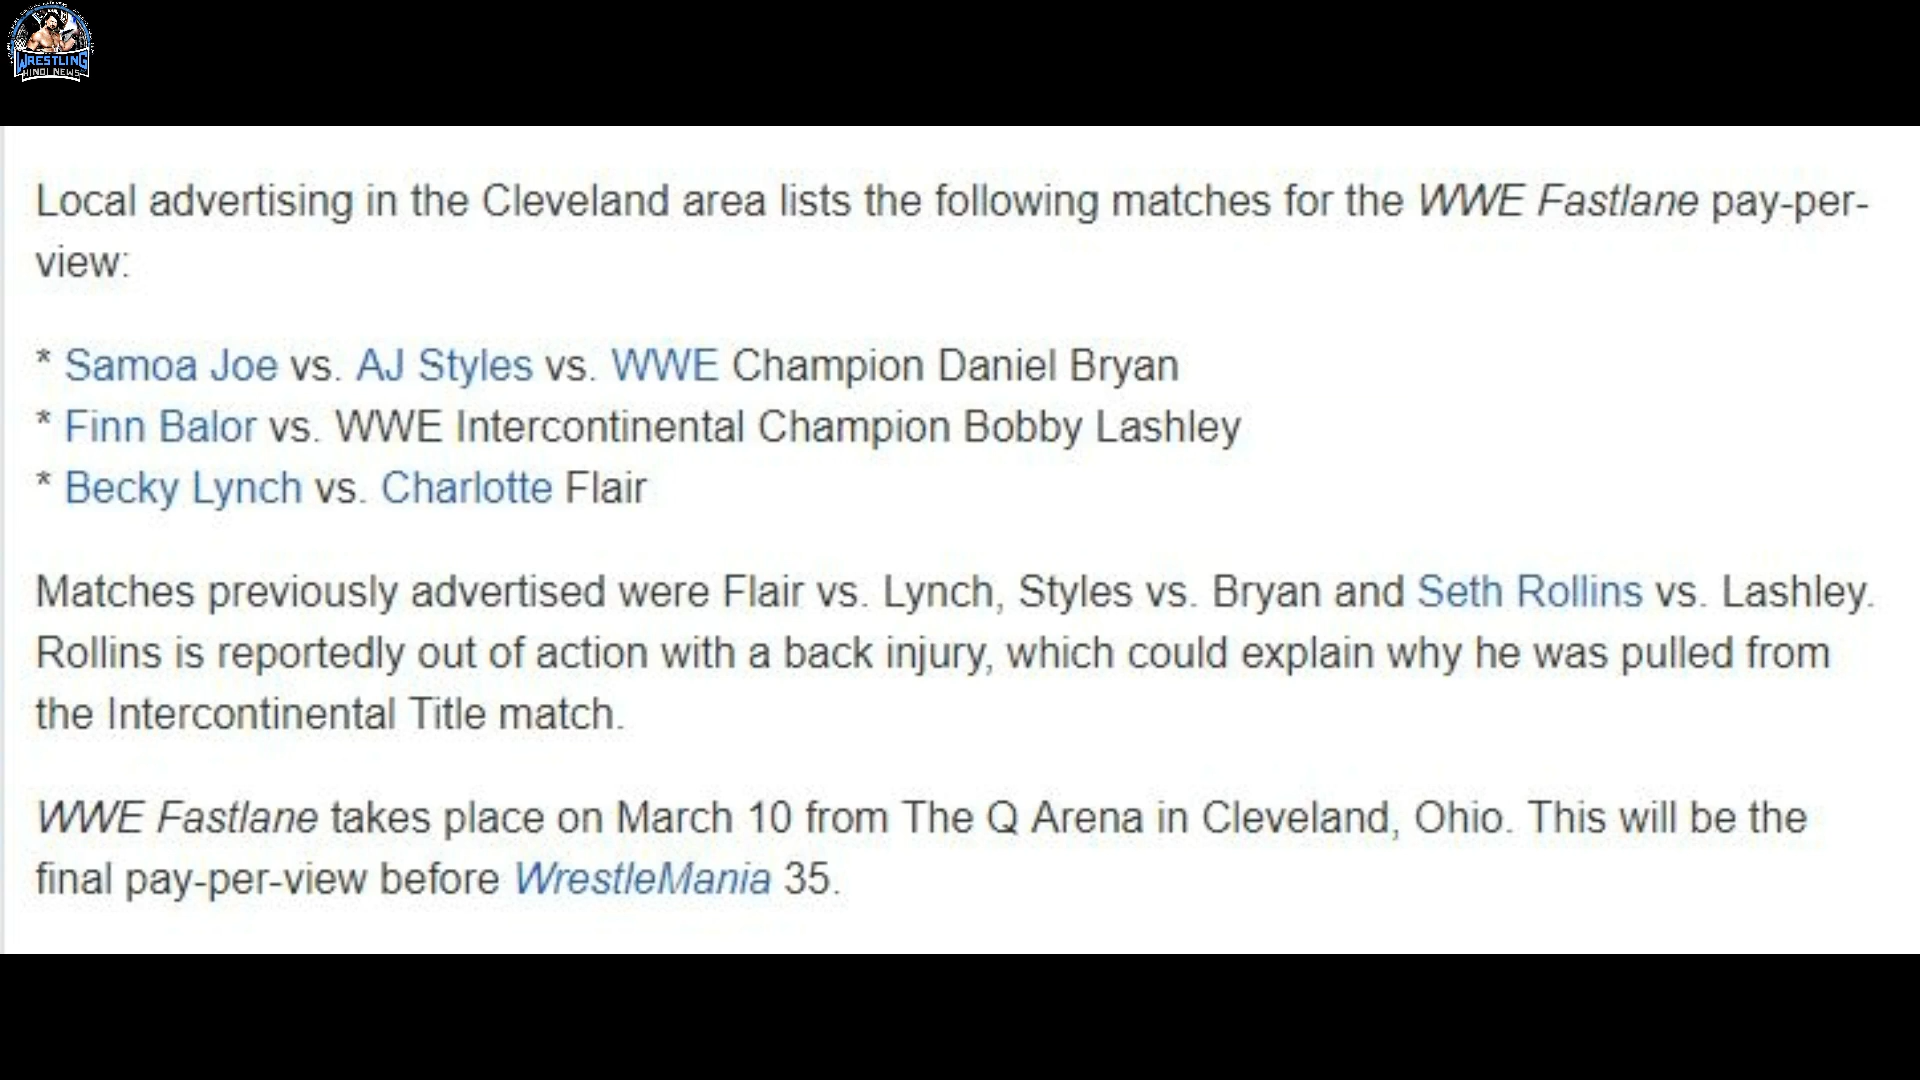 WRESTLING
HINDI NEWS
Local advertising in the Cleveland area lists the following matches for the WWE Fastlane pay-per-
view:
* Samoa Joe vs. AJ Styles vs. WWE Champion Daniel Bryan
* Finn Balor vs. WWE Intercontinental Champion Bobby Lashley
* Becky Lynch vs. Charlotte Flair
Matches previously advertised were Flair vs. Lynch, Styles vs. Bryan and Seth Rollins vs. Lashley.
Rollins is reportedly out of action with a back injury, which could explain why he was pulled from
the Intercontinental Title match.
WWE Fastlane takes place on March 10 from The Q Arena in Cleveland, Ohio. This will be the
final pay-per-view before WrestleMania 35.